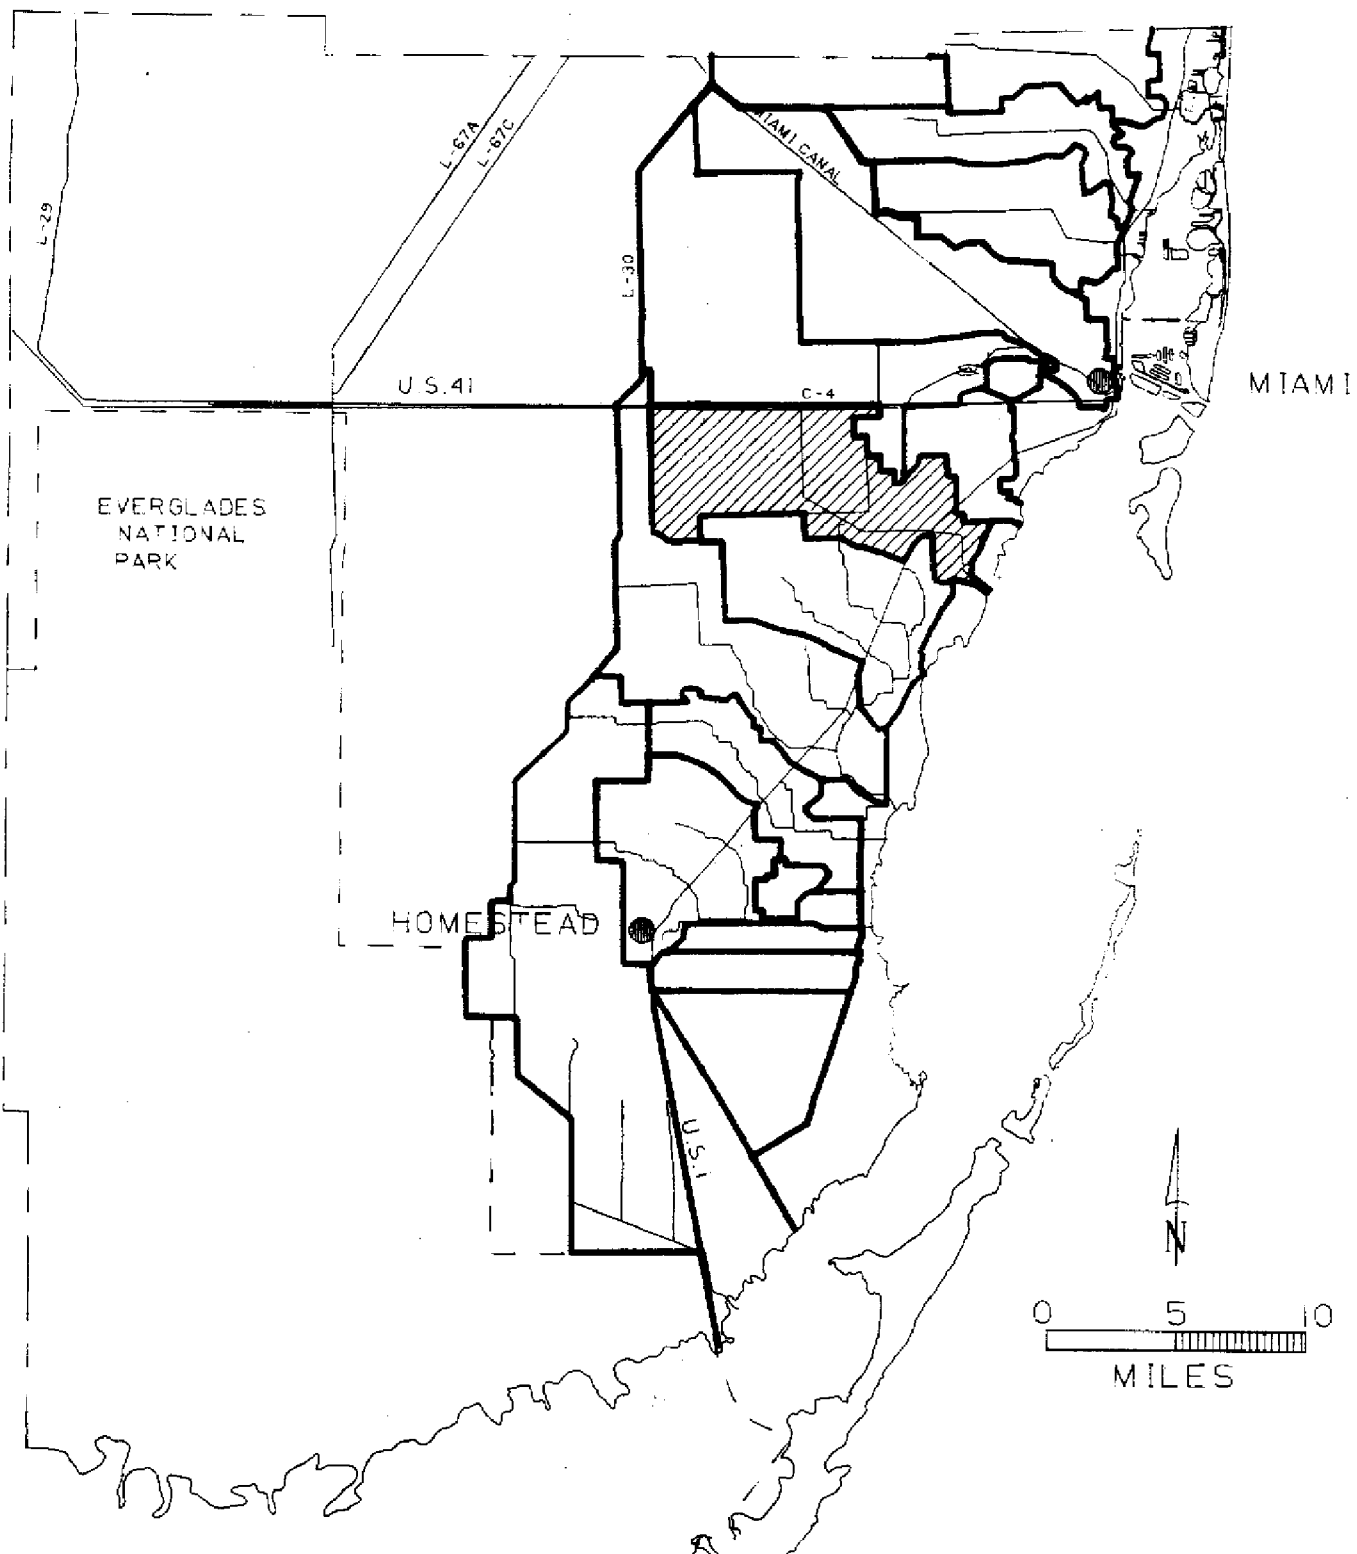 L-67A
L-67C
MIAMI CANAL
L-29
L-30
U.S.41
C-4
MIAMI
EVERGLADES
NATIONAL
PARK
HOMESTEAD
U.S.1
N
0 5 10
MILES